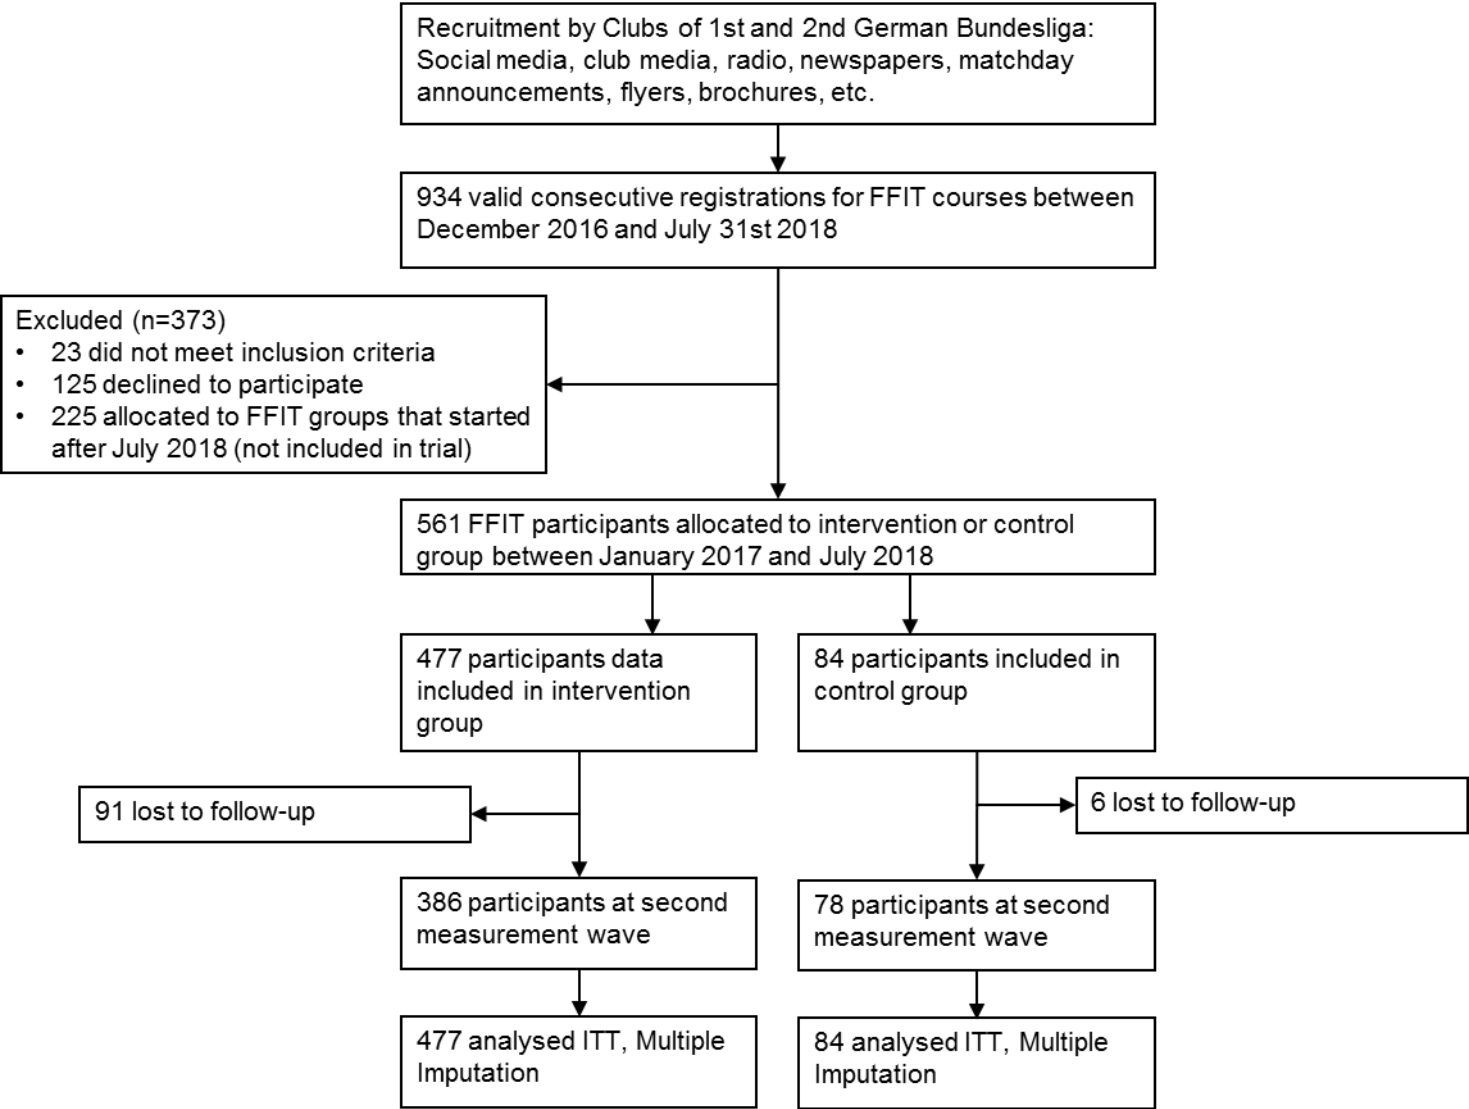 Recruitment by Clubs of 1st and 2nd German Bundesliga:
Social media, club media, radio, newspapers, matchday
announcements, flyers, brochures, etc.
934 valid consecutive registrations for FFIT courses between
December 2016 and July 31st 2018
Excluded (n=373)
• 23 did not meet inclusion criteria
• 125 declined to participate
• 225 allocated to FFIT groups that started
after July 2018 (not included in trial)
561 FFIT participants allocated to intervention or control
group between January 2017 and July 2018
477 participants data
included in intervention
group
84 participants included in
control group
91 lost to follow-up
6 lost to follow-up
386 participants at second
measurement wave
78 participants at second
measurement wave
477 analysed ITT, Multiple
Imputation
84 analysed ITT, Multiple
Imputation